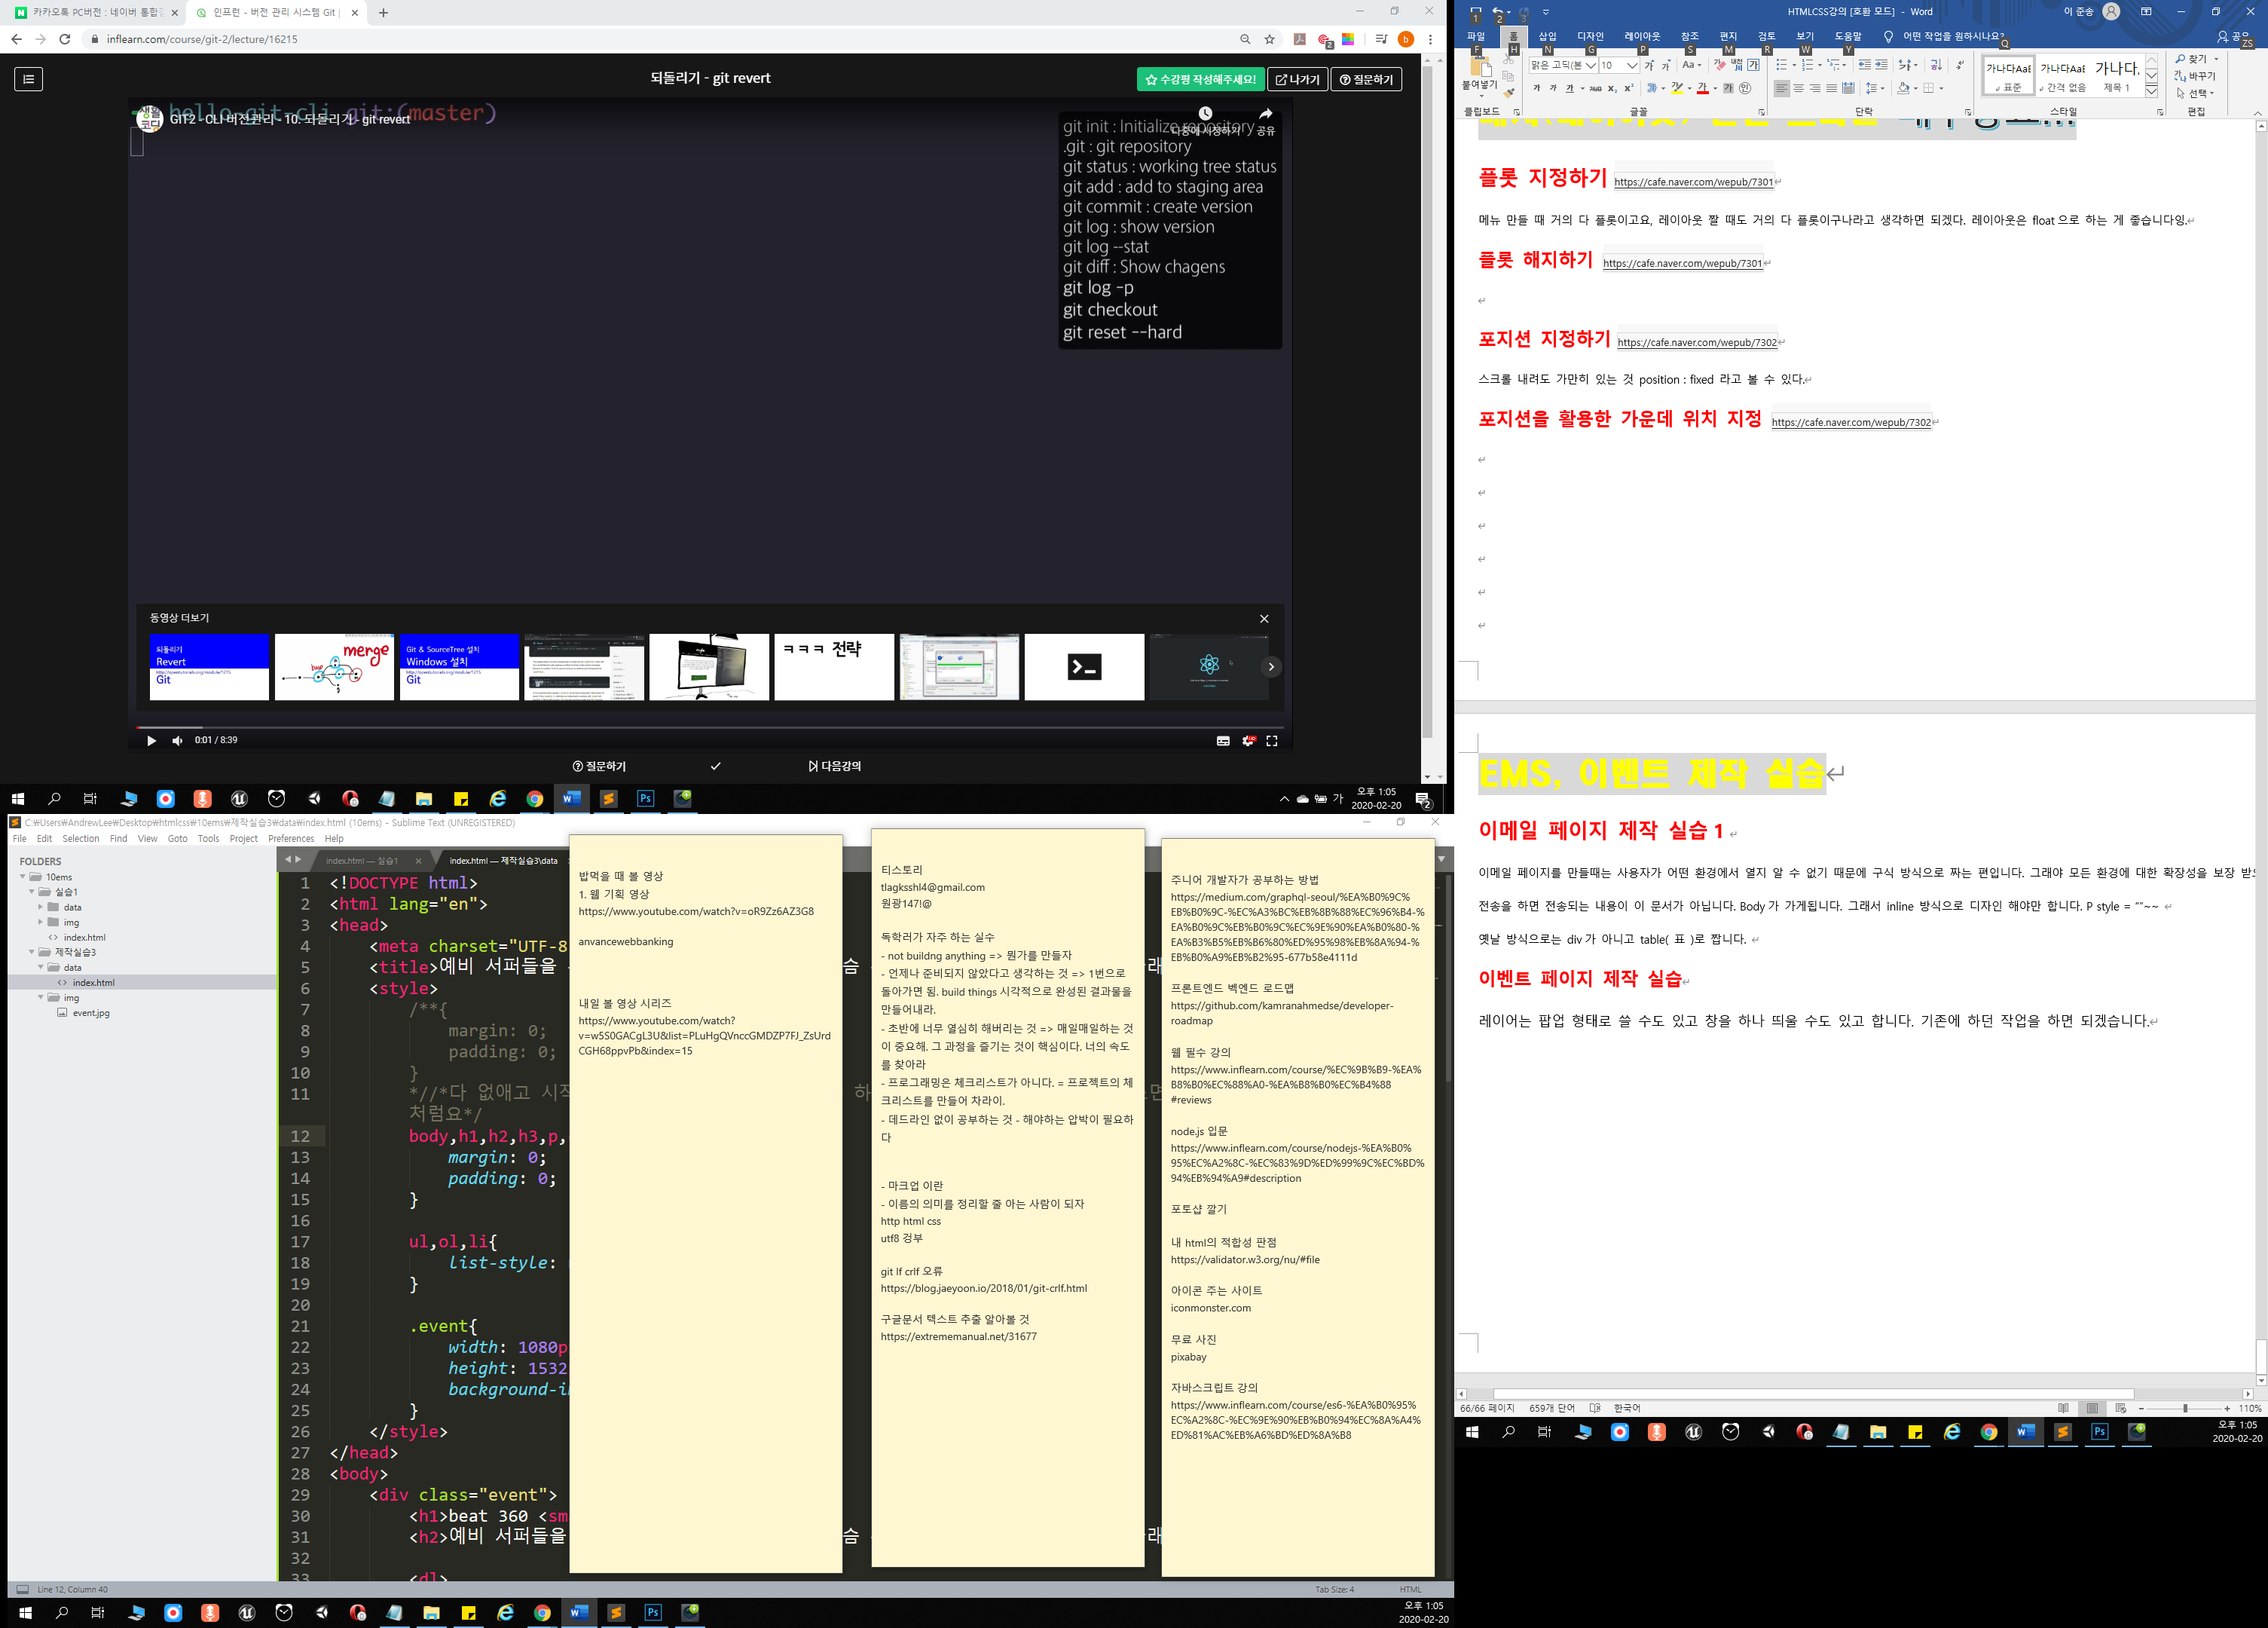 카카오톡 PC버전 : 네이버 통합검
인프런 - 버전 관리 시스템 Git |
inflearn.com/course/git-2/lecture/16215
되돌리기 - git revert
수강평 작성해주세요!
나가기
질문하기
hello-git-cli git:(master)
생활
코딩
GIT2 - CLI 버전관리 - 10. 되돌리기 - git revert
나중에 시청하기
공유
git init : Initialize repository
.git : git repository
git status : working tree status
git add : add to staging area
git commit : create version
git log : show version
git log --stat
git diff : Show chagens
git log -p
git checkout
git reset --hard
동영상 더보기
되돌리기
Revert
Git
merge
Git & SourceTree 설치
Windows 설치
Git
ㅋㅋㅋ 전략
0:01 / 8:39
질문하기
다음강의
가
오후 1:05
2020-02-20
C:₩Users₩AndrewLee₩Desktop₩htmlcss₩10ems₩제작실습3₩data₩index.html (10ems) - Sublime Text (UNREGISTERED)
File Edit Selection Find View Goto Tools Project Preferences Help
FOLDERS
10ems
실습1
data
img
index.html
제작실습3
data
index.html
img
event.jpg
index.html — 실습1
index.html — 제작실습3\data
1 <!DOCTYPE html>
2 <html lang="en">
3 <head>
4 <meta charset="UTF-8
5 <title>예비 서퍼들을
6 <style>
7 /**{
8 margin: 0;
9 padding: 0;
10 }
11 *//*다 없애고 시작
처럼요*/
12 body,h1,h2,h3,p,
13 margin: 0;
14 padding: 0;
15 }
16
17 ul,ol,li{
18 list-style:
19 }
20
21 .event{
22 width: 1080p
23 height: 1532
24 background-i
25 }
26 </style>
27 </head>
28 <body>
29 <div class="event">
30 <h1>beat 360 <sm
31 <h2>예비 서퍼들을
32
33 <dl>
Line 12, Column 40
Tab Size: 4
HTML
밥먹을 때 볼 영상
1. 웹 기획 영상
https://www.youtube.com/watch?v=oR9Zz6AZ3G8
anvancewebbanking
내일 볼 영상 시리즈
https://www.youtube.com/watch?
v=w5S0GACgL3U&list=PLuHgQVnccGMDZP7FJ_ZsUrd
CGH68ppvPb&index=15
티스토리
tlagksshl4@gmail.com
뭔광147!@
독학러가 자주 하는 실수
- not buildng anything => 뭔가를 만들자
- 언제나 준비되지 않았다고 생각하는 것 => 1번으로
돌아가면 됨. build things 시각적으로 완성된 결과물을
만들어내라.
- 초반에 너무 열심히 해버리는 것 => 매일매일하는 것
이 중요해. 그 과정을 즐기는 것이 핵심이다. 너의 속도
를 찾아라
- 프로그래밍은 체크리스트가 아니다. = 프로젝트의 체
크리스트를 만들어 차라이.
- 데드라인 없이 공부하는 것 - 해야하는 압박이 필요하
다
- 마크업 이란
- 이름의 의미를 정리할 줄 아는 사람이 되자
http html css
utf8 겅부
git lf crlf 오류
https://blog.jaeyoon.io/2018/01/git-crlf.html
구글문서 텍스트 추출 알아볼 것
https://extrememanual.net/31677
주니어 개발자가 공부하는 방법
https://medium.com/graphql-seoul/%EA%B0%9C%
EB%B0%9C-%EC%A3%BC%EB%8B%88%EC%96%B4-%
EA%B0%9C%EB%B0%9C%EC%9E%90%EA%B0%80-%
EA%B3%B5%EB%B6%80%ED%95%98%EB%8A%94-%
EB%B0%A9%EB%B2%95-677b58e4111d
프론트엔드 벡엔드 로드맵
https://github.com/kamranahmedse/developer-
roadmap
웹 필수 강의
https://www.inflearn.com/course/%EC%9B%B9-%EA%
B8%B0%EC%88%A0-%EA%B8%B0%EC%B4%88
#reviews
node.js 입문
https://www.inflearn.com/course/nodejs-%EA%B0%
95%EC%A2%8C-%EC%83%9D%ED%99%9C%EC%BD%
94%EB%94%A9#description
포토샵 깔기
내 html의 적합성 판점
https://validator.w3.org/nu/#file
아이콘 주는 사이트
iconmonster.com
무료 사진
pixabay
자바스크립트 강의
https://www.inflearn.com/course/es6-%EA%B0%95%
EC%A2%8C-%EC%9E%90%EB%B0%94%EC%8A%A4%
ED%81%AC%EB%A6%BD%ED%8A%B8
오후 1:05
2020-02-20
HTMLCSS강의 [호환 모드] - Word
이 준송
파일 홈 삽입 디자인 레이아웃 참조 편지 검토 보기 도움말 어떤 작업을 원하시나요? 공유
F H N G P S M R W Y Q ZS
붙여넣기
맑은 고딕(본 10
가나다AaB 가나다AaE 가나다
표준 간격 없음 제목 1
찾기
바꾸기
선택
클립보드 글꼴 단락 스타일 편집
플롯 지정하기 https://cafe.naver.com/wepub/7301
메뉴 만들 때 거의 다 플롯이고요, 레이아웃 짤 때도 거의 다 플롯이구나라고 생각하면 되겠다. 레이아웃은 float으로 하는 게 좋습니다잉.
플롯 해지하기 https://cafe.naver.com/wepub/7301
포지션 지정하기 https://cafe.naver.com/wepub/7302
스크롤 내려도 가만히 있는 것 position : fixed 라고 볼 수 있다.
포지션을 활용한 가운데 위치 지정 https://cafe.naver.com/wepub/7302
EMS, 이벤트 제작 실습
이메일 페이지 제작 실습 1
이메일 페이지를 만들때는 사용자가 어떤 환경에서 열지 알 수 없기 때문에 구식 방식으로 짜는 편입니다. 그래야 모든 환경에 대한 확장성을 보장 받
전송을 하면 전송되는 내용이 이 문서가 아닙니다. Body가 가게됩니다. 그래서 inline 방식으로 디자인 해야만 합니다. P style = “”~~
옛날 방식으로는 div가 아니고 table( 표 )로 짭니다.
이벤트 페이지 제작 실습
레이어는 팝업 형태로 쓸 수도 있고 창을 하나 띄울 수도 있고 합니다. 기존에 하던 작업을 하면 되겠습니다.
66/66 페이지 659개 단어 한국어
110%
오후 1:05
2020-02-20